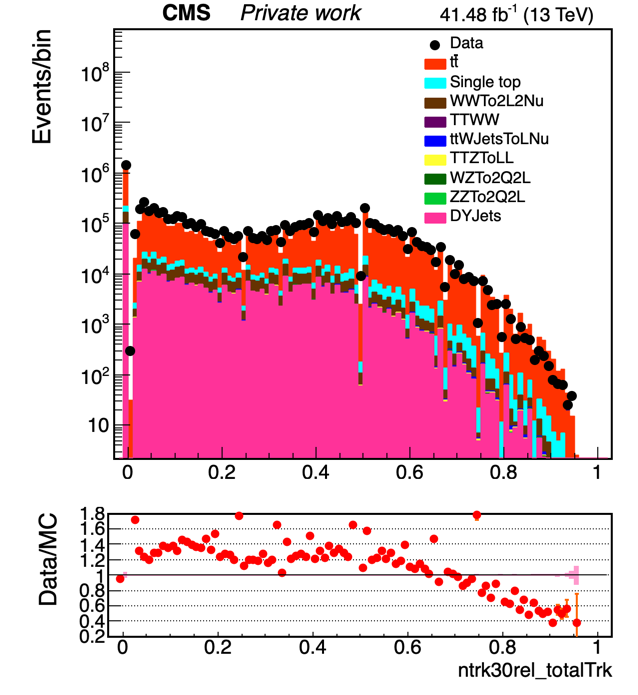 CMS Private work 41.48 fb⁻¹ (13 TeV)
Events/bin
10⁸
10⁷
10⁶
10⁵
10⁴
10³
10²
10
Data
tt̄
Single top
WWTo2L2Nu
TTWW
ttWJetsToLNu
TTZToLL
WZTo2Q2L
ZZTo2Q2L
DYJets
0 0.2 0.4 0.6 0.8 1
Data/MC
1.8
1.6
1.4
1.2
1
0.8
0.6
0.4
0.2
0 0.2 0.4 0.6 0.8 1
ntrk30rel_totalTrk